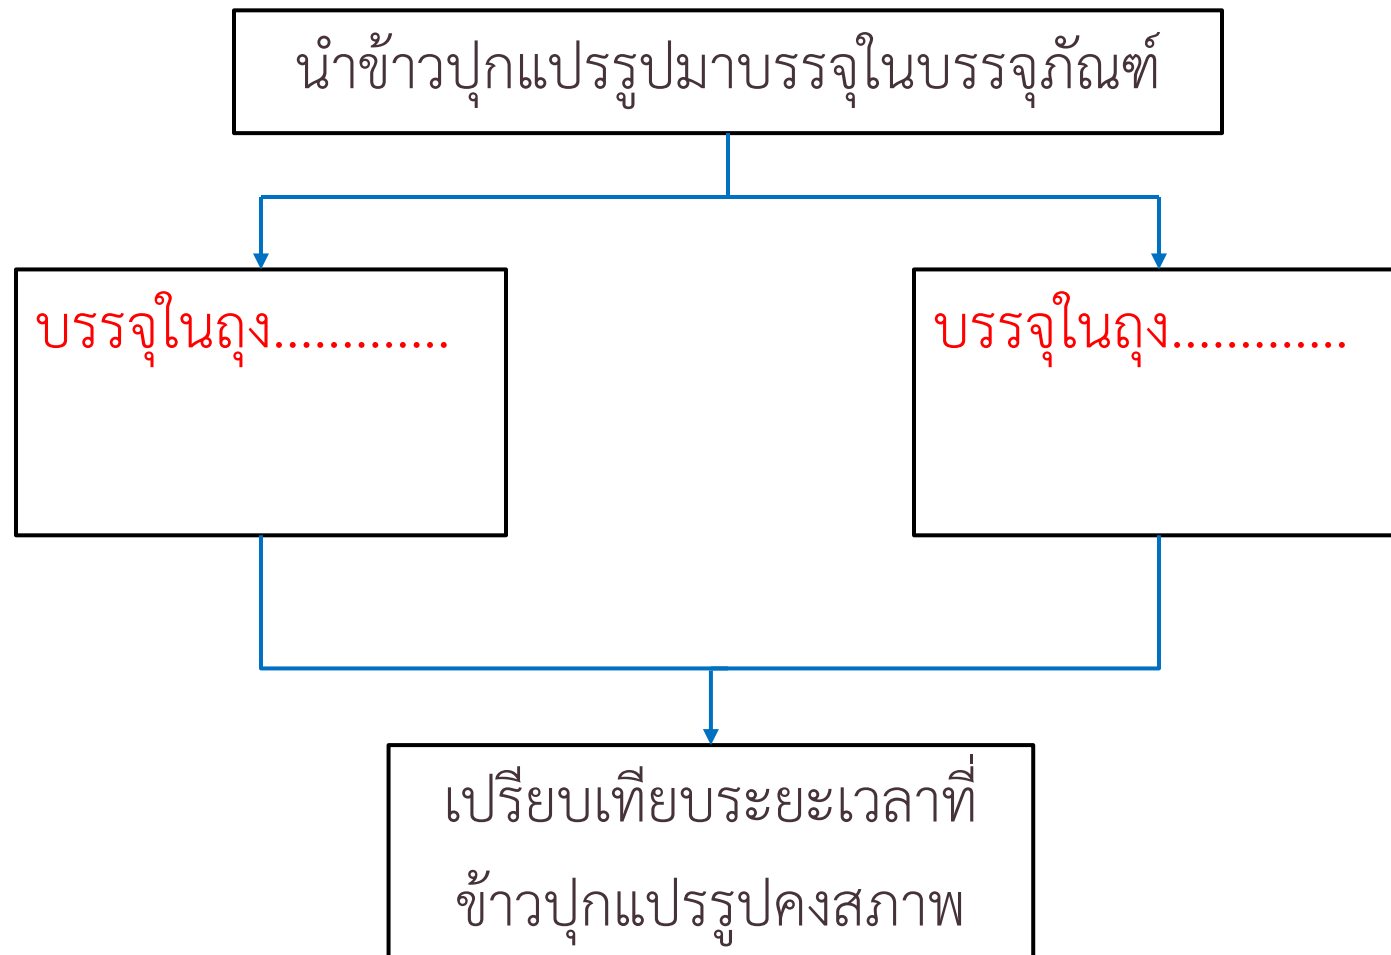 นำข้าวปุกแปรรูปมาบรรจุในบรรจุภัณฑ์
บรรจุในถุง.............
บรรจุในถุง.............
เปรียบเทียบระยะเวลาที่
ข้าวปุกแปรรูปคงสภาพ